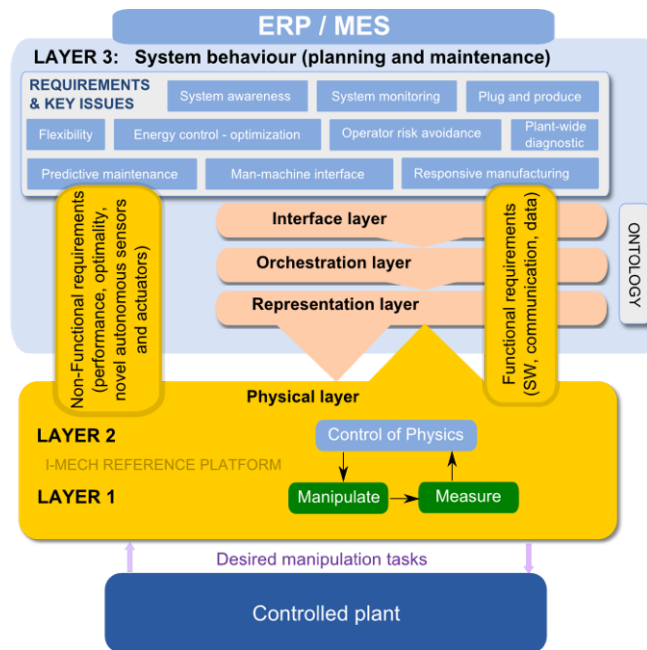 ERP / MES
LAYER 3: System behaviour (planning and maintenance)
REQUIREMENTS
& KEY ISSUES
System awareness
System monitoring
Plug and produce
Flexibility
Energy control - optimization
Operator risk avoidance
Plant-wide
diagnostic
Predictive maintenance
Man-machine interface
Responsive manufacturing
Non-Functional requirements
(performance, optimality,
novel autonomous sensors
and actuators)
Interface layer
Orchestration layer
Representation layer
Functional requirements
(SW, communication, data)
ONTOLOGY
Physical layer
LAYER 2
Control of Physics
I-MECH REFERENCE PLATFORM
LAYER 1
Manipulate
Measure
Desired manipulation tasks
Controlled plant